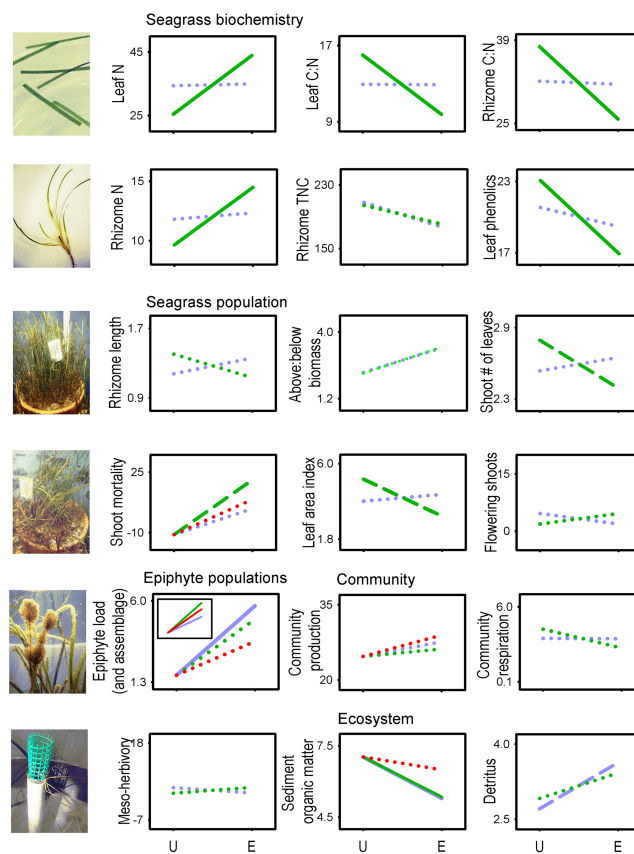 Seagrass biochemistry
45
25
Leaf N
17
9
Leaf C:N
39
25
Rhizome C:N
15
10
Rhizome N
230
150
Rhizome TNC
23
17
Leaf phenolics
Seagrass population
1.7
0.9
Rhizome length
4.0
1.2
Above:below
biomass
2.9
2.3
Shoot # of leaves
25
-10
Shoot mortality
6.0
1.8
Leaf area index
15
0
Flowering shoots
Epiphyte populations
Community
6.0
1.3
Epiphyte load
(and assemblage)
35
20
Community
production
6.0
0.1
Community
respiration
Ecosystem
18
-7
Meso-herbivory
7.5
4.5
Sediment
organic matter
4.0
2.5
Detritus
U E U E U E